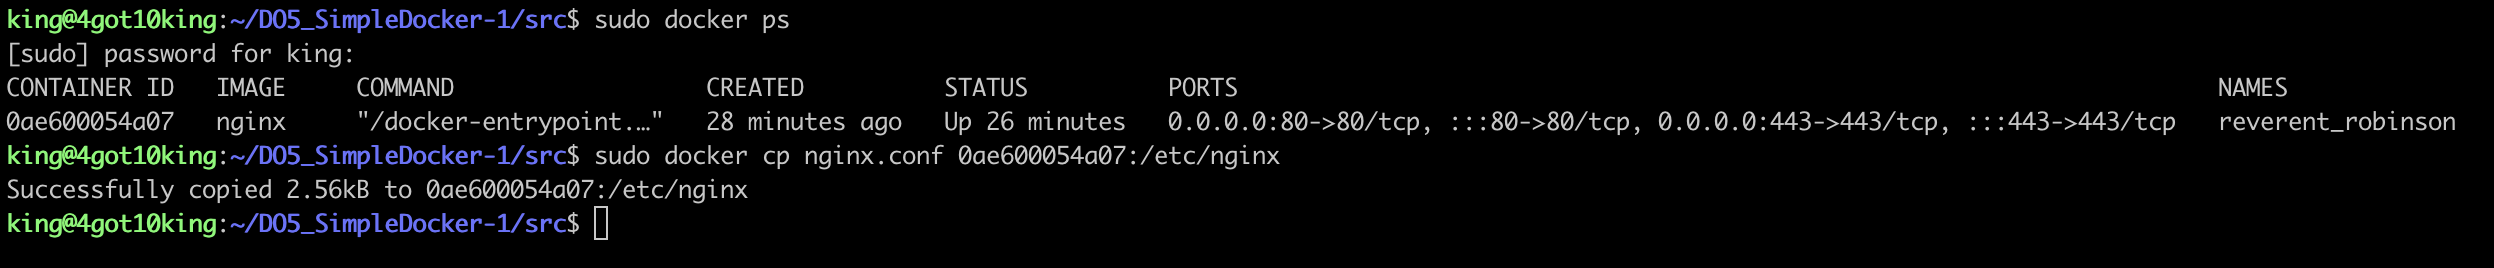 king@4got10king:~/DO5_SimpleDocker-1/src$ sudo docker ps
[sudo] password for king:
CONTAINER ID   IMAGE     COMMAND                  CREATED          STATUS          PORTS                                                                      NAMES
0ae600054a07   nginx     "/docker-entrypoint.…"   28 minutes ago   Up 26 minutes   0.0.0.0:80->80/tcp, :::80->80/tcp, 0.0.0.0:443->443/tcp, :::443->443/tcp   reverent_robinson
king@4got10king:~/DO5_SimpleDocker-1/src$ sudo docker cp nginx.conf 0ae600054a07:/etc/nginx
Successfully copied 2.56kB to 0ae600054a07:/etc/nginx
king@4got10king:~/DO5_SimpleDocker-1/src$